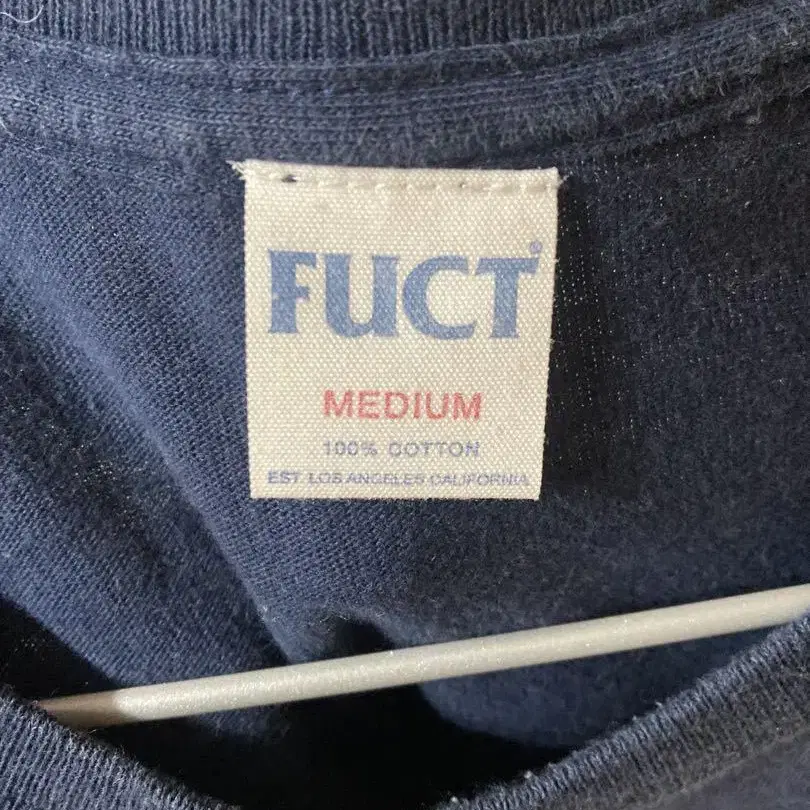 FUCT®
MEDIUM
100% COTTON
EST. LOS ANGELES CALIFORNIA